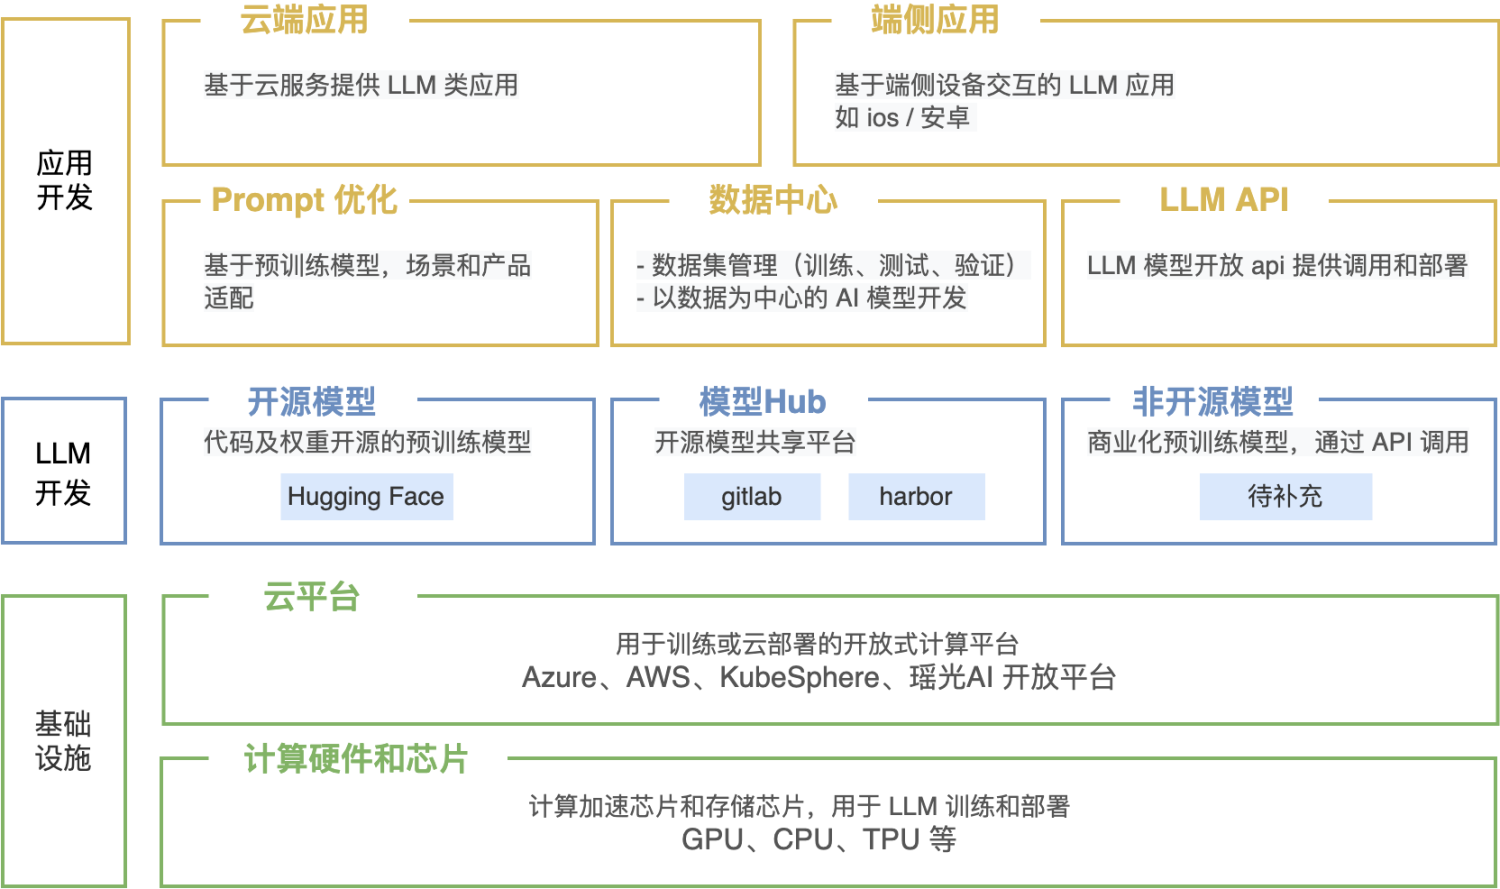 应用
开发
云端应用
基于云服务提供 LLM 类应用
端侧应用
基于端侧设备交互的 LLM 应用
如 ios / 安卓
Prompt 优化
基于预训练模型，场景和产品
适配
数据中心
- 数据集管理（训练、测试、验证）
- 以数据为中心的 AI 模型开发
LLM API
LLM 模型开放 api 提供调用和部署
LLM
开发
开源模型
代码及权重开源的预训练模型
Hugging Face
模型Hub
开源模型共享平台
gitlab
harbor
非开源模型
商业化预训练模型，通过 API 调用
待补充
基础
设施
云平台
用于训练或云部署的开放式计算平台
Azure、AWS、KubeSphere、瑶光AI 开放平台
计算硬件和芯片
计算加速芯片和存储芯片，用于 LLM 训练和部署
GPU、CPU、TPU 等